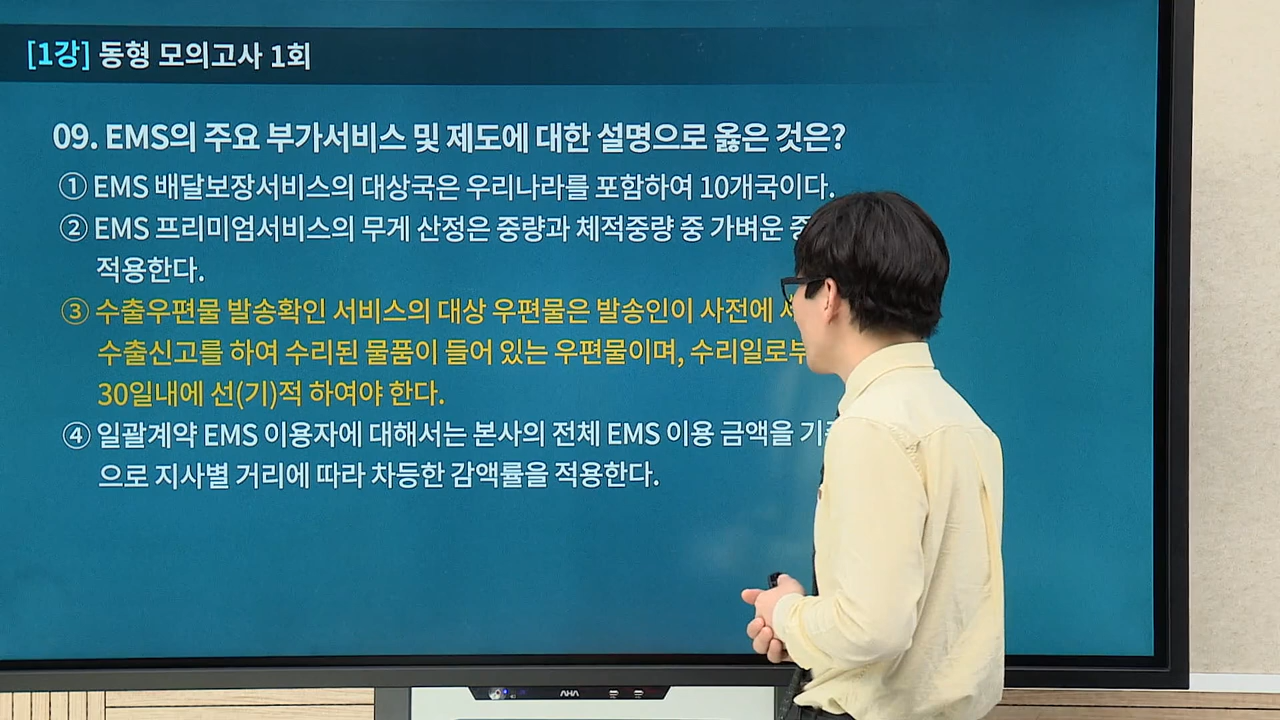 [1강] 동형 모의고사 1회
09. EMS의 주요 부가서비스 및 제도에 대한 설명으로 옳은 것은?
① EMS 배달보장서비스의 대상국은 우리나라를 포함하여 10개국이다.
② EMS 프리미엄서비스의 무게 산정은 중량과 체적중량 중 가벼운
적용한다.
③ 수출우편물 발송확인 서비스의 대상 우편물은 발송인이 사전에
수출신고를 하여 수리된 물품이 들어 있는 우편물이며,
30일내에 선(기)적 하여야 한다.
④ 일괄계약 EMS 이용자에 대해서는 본사의 전체 EMS 이용 금액을
으로 지사별 거리에 따라 차등한 감액률을 적용한다.
AHA